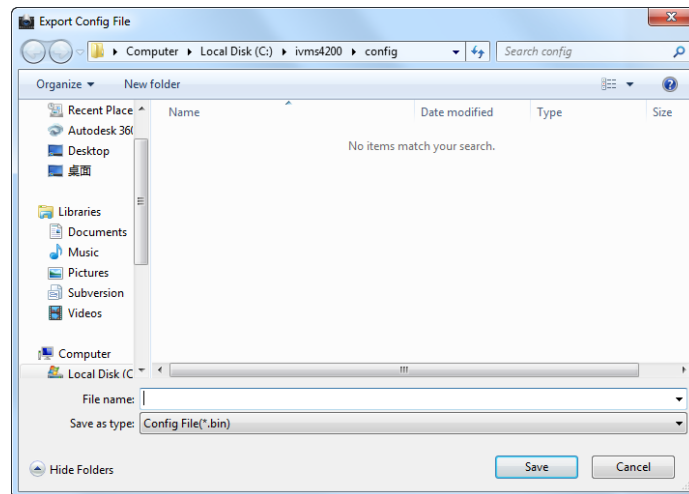 Export Config File
Computer Local Disk (C:) ivms4200 config Search config
Organize New folder
Name Date modified Type Size
No items match your search.
Recent Place
Autodesk 36
Desktop
桌面
Libraries
Documents
Music
Pictures
Subversion
Videos
Computer
Local Disk (C
File name:
Save as type: Config File(*.bin)
Hide Folders Save Cancel